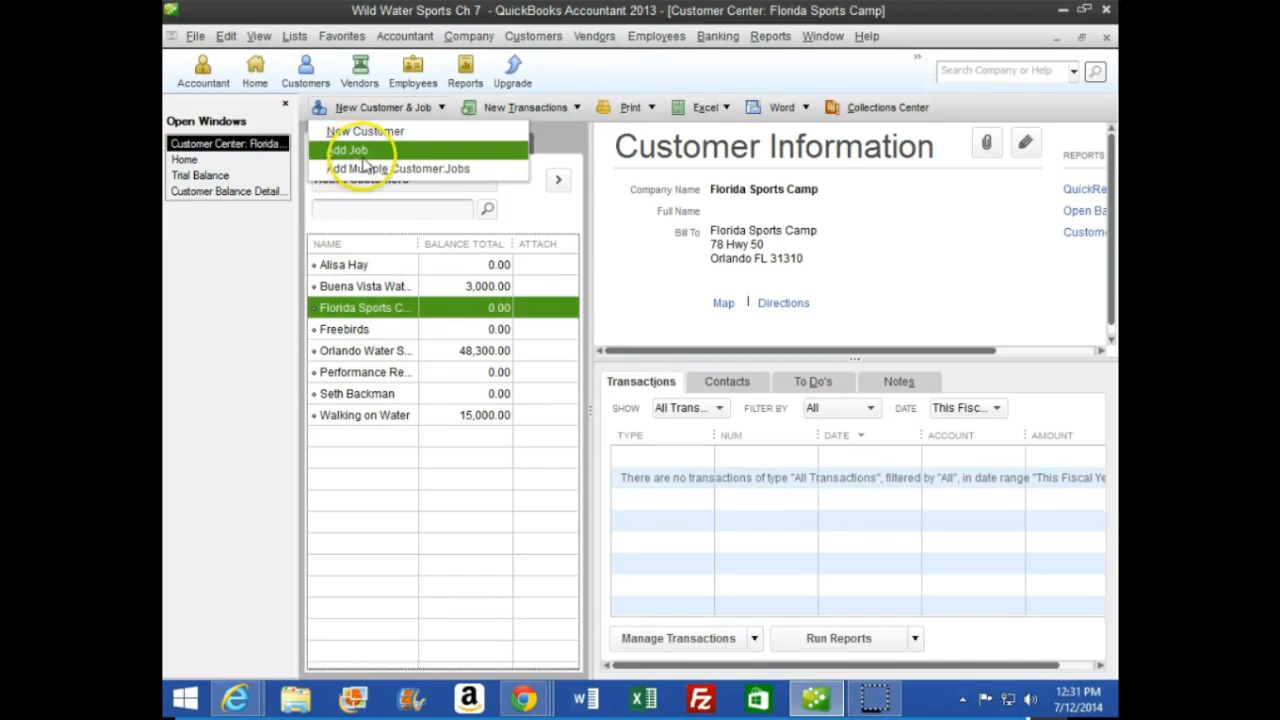 Wild Water Sports Ch 7 - QuickBooks Accountant 2013 - [Customer Center: Florida Sports Camp]
File Edit View Lists Favorites Accountant Company Customers Vendors Employees Banking Reports Window Help
Accountant Home Customers Vendors Employees Reports Upgrade
Search Company or Help
New Customer & Job New Transactions Print Excel Word Collections Center
Open Windows
Customer Center: Florida...
Home
Trial Balance
Customer Balance Detail...
New Customer
Add Job
Add Multiple Customer:Jobs
NAME BALANCE TOTAL ATTACH
Alisa Hay 0.00
Buena Vista Wat... 3,000.00
Florida Sports C... 0.00
Freebirds 0.00
Orlando Water S... 48,300.00
Performance Re... 0.00
Seth Backman 0.00
Walking on Water 15,000.00
Customer Information
REPORTS
Company Name Florida Sports Camp
QuickRe
Full Name
Open Ba
Bill To Florida Sports Camp
Custome
78 Hwy 50
Orlando FL 31310
Map | Directions
Transactions Contacts To Do's Notes
SHOW All Trans... FILTER BY All DATE This Fisc...
TYPE NUM DATE ACCOUNT AMOUNT
There are no transactions of type "All Transactions", filtered by "All", in date range "This Fiscal Ye
Manage Transactions Run Reports
12:31 PM
7/12/2014